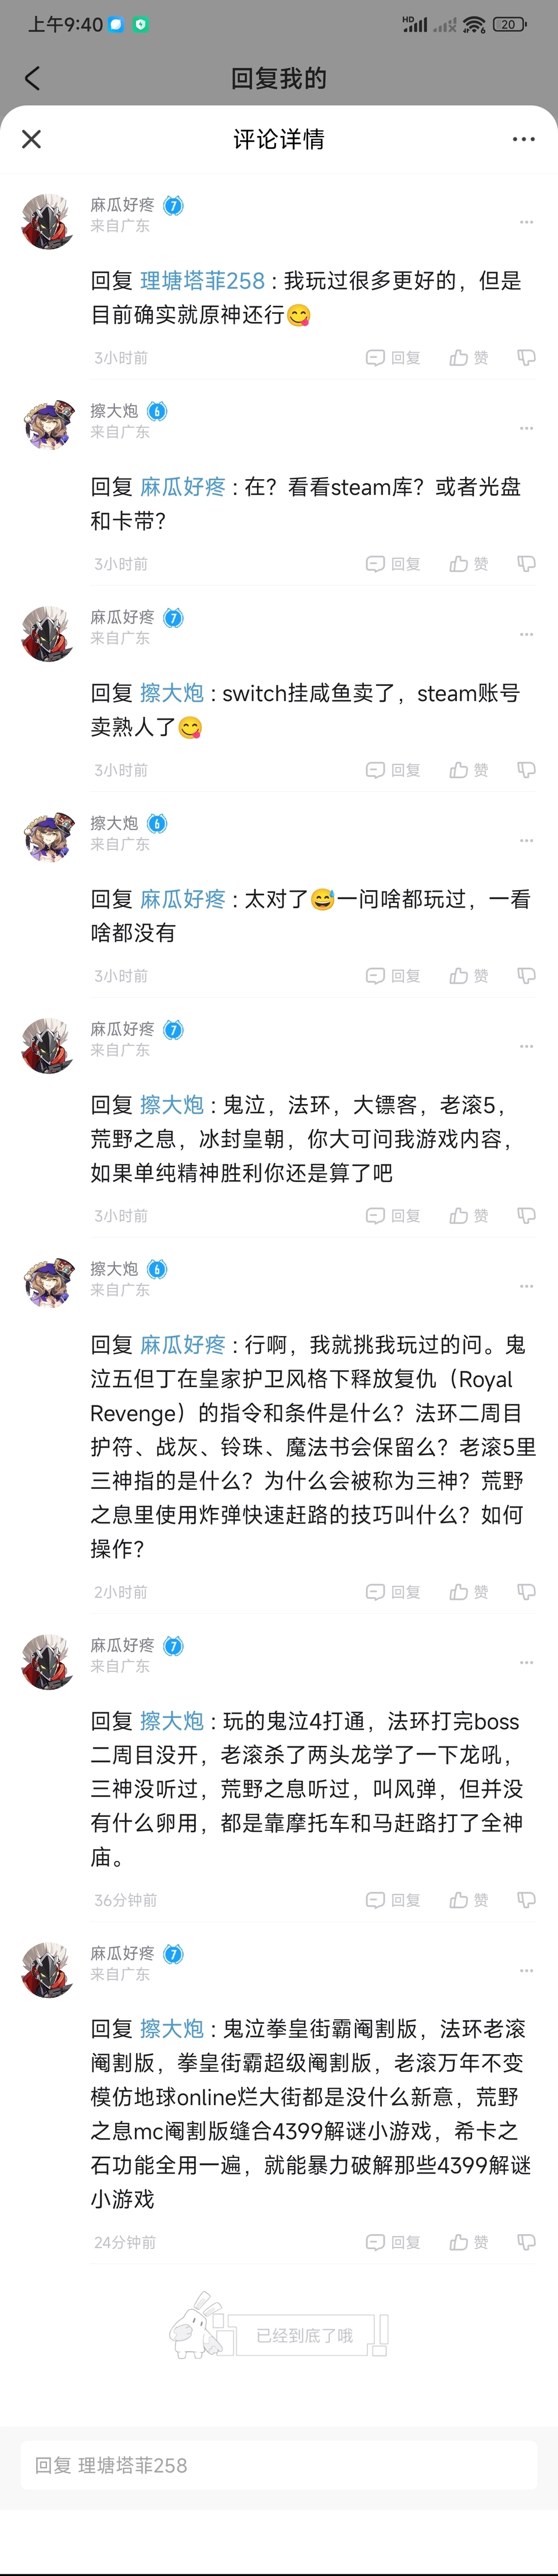 上午9:40
HD
6
20
回复我的
评论详情
麻瓜好疼 7
来自广东
回复 理塘塔菲258 : 我玩过很多更好的，但是
目前确实就原神还行😋
3小时前 回复 赞
擦大炮 6
来自广东
回复 麻瓜好疼 : 在？看看steam库？或者光盘
和卡带？
3小时前 回复 赞
麻瓜好疼 7
来自广东
回复 擦大炮 : switch挂咸鱼卖了，steam账号
卖熟人了😋
3小时前 回复 赞
擦大炮 6
来自广东
回复 麻瓜好疼 : 太对了😅一问啥都玩过，一看
啥都没有
3小时前 回复 赞
麻瓜好疼 7
来自广东
回复 擦大炮 : 鬼泣，法环，大镖客，老滚5，
荒野之息，冰封皇朝，你大可问我游戏内容，
如果单纯精神胜利你还是算了吧
3小时前 回复 赞
擦大炮 6
来自广东
回复 麻瓜好疼 : 行啊，我就挑我玩过的问。鬼
泣五但丁在皇家护卫风格下释放复仇（Royal
Revenge）的指令和条件是什么？法环二周目
护符、战灰、铃珠、魔法书会保留么？老滚5里
三神指的是什么？为什么会被称为三神？荒野
之息里使用炸弹快速赶路的技巧叫什么？如何
操作？
2小时前 回复 赞
麻瓜好疼 7
来自广东
回复 擦大炮 : 玩的鬼泣4打通，法环打完boss
二周目没开，老滚杀了两头龙学了一下龙吼，
三神没听过，荒野之息听过，叫风弹，但并没
有什么卵用，都是靠摩托车和马赶路打了全神
庙。
36分钟前 回复 赞
麻瓜好疼 7
来自广东
回复 擦大炮 : 鬼泣拳皇街霸阉割版，法环老滚
阉割版，拳皇街霸超级阉割版，老滚万年不变
模仿地球online烂大街都是没什么新意，荒野
之息mc阉割版缝合4399解谜小游戏，希卡之
石功能全用一遍，就能暴力破解那些4399解谜
小游戏
24分钟前 回复 赞
已经到底了哦
回复 理塘塔菲258